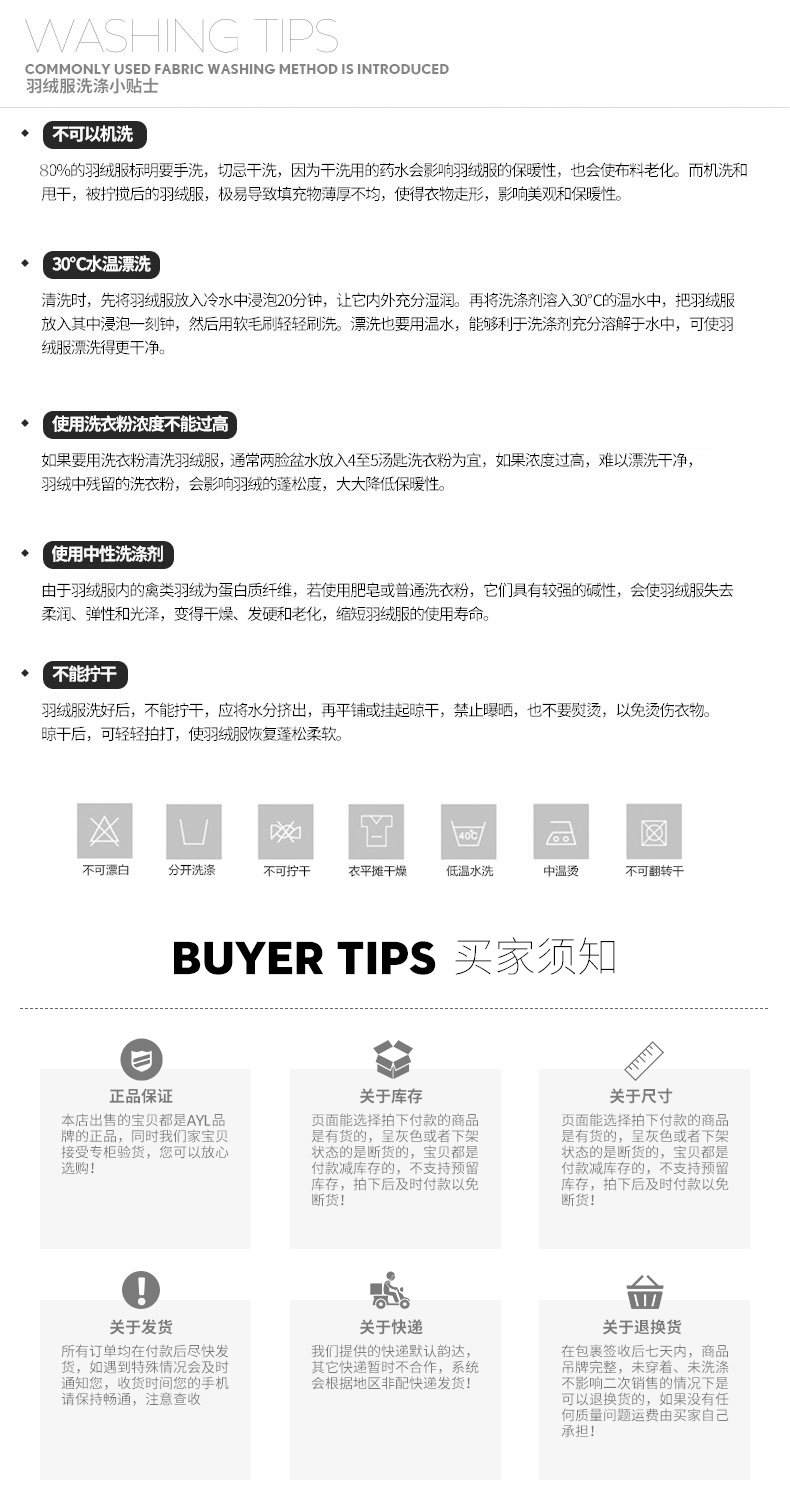 WASHING TIPS
COMMONLY USED FABRIC WASHING METHOD IS INTRODUCED
羽绒服洗涤小贴士
不可以机洗
80%的羽绒服标明要手洗，切忌干洗，因为干洗用的药水会影响羽绒服的保暖性，也会使布料老化。而机洗和
甩干，被拧搅后的羽绒服，极易导致填充物薄厚不均，使得衣物走形，影响美观和保暖性。
30°C水温漂洗
清洗时，先将羽绒服放入冷水中浸泡20分钟，让它内外充分湿润。再将洗涤剂溶入30℃的温水中，把羽绒服
放入其中浸泡一刻钟，然后用软毛刷轻轻刷洗。漂洗也要用温水，能够利于洗涤剂充分溶解于水中，可使羽
绒服漂洗得更干净。
使用洗衣粉浓度不能过高
如果要用洗衣粉清洗羽绒服，通常两脸盆水放入4至5汤匙洗衣粉为宜，如果浓度过高，难以漂洗干净，
羽绒中残留的洗衣粉，会影响羽绒的蓬松度，大大降低保暖性。
使用中性洗涤剂
由于羽绒服内的禽类羽绒为蛋白质纤维，若使用肥皂或普通洗衣粉，它们具有较强的碱性，会使羽绒服失去
柔润、弹性和光泽，变得干燥、发硬和老化，缩短羽绒服的使用寿命。
不能拧干
羽绒服洗好后，不能拧干，应将水分挤出，再平铺或挂起晾干，禁止曝晒，也不要熨烫，以免烫伤衣物。
晾干后，可轻轻拍打，使羽绒服恢复蓬松柔软。
40℃
不可漂白 分开洗涤 不可拧干 衣平摊干燥 低温水洗 中温烫 不可翻转干
BUYER TIPS 买家须知
正品保证
本店出售的宝贝都是AYL品
牌的正品，同时我们家宝贝
接受专柜验货，您可以放心
选购！
关于库存
页面能选择拍下付款的商品
是有货的，呈灰色或者下架
状态的是断货的，宝贝都是
付款减库存的，不支持预留
库存，拍下后及时付款以免
断货！
关于尺寸
页面能选择拍下付款的商品
是有货的，呈灰色或者下架
状态的是断货的，宝贝都是
付款减库存的，不支持预留
库存，拍下后及时付款以免
断货！
关于发货
所有订单均在付款后尽快发
货，如遇到特殊情况会及时
通知您，收货时间您的手机
请保持畅通，注意查收
关于快递
我们提供的快递默认韵达，
其它快递暂时不合作，系统
会根据地区非配快递发货！
关于退换货
在包裹签收后七天内，商品
吊牌完整，未穿着、未洗涤
不影响二次销售的情况下是
可以退换货的，如果没有任
何质量问题运费由买家自己
承担！